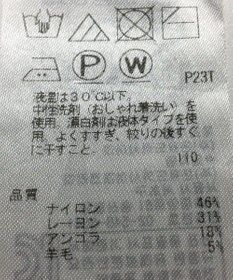 P W
P23T
液温は30℃以下。
中性洗剤(おしゃれ着洗い)を
使用。漂白剤は液体タイプを使
用。よくすすぎ、絞りの後すぐ
に干すこと。
110
品質
ナイロン 46%
レーヨン 31%
アンゴラ 18%
羊毛 5%